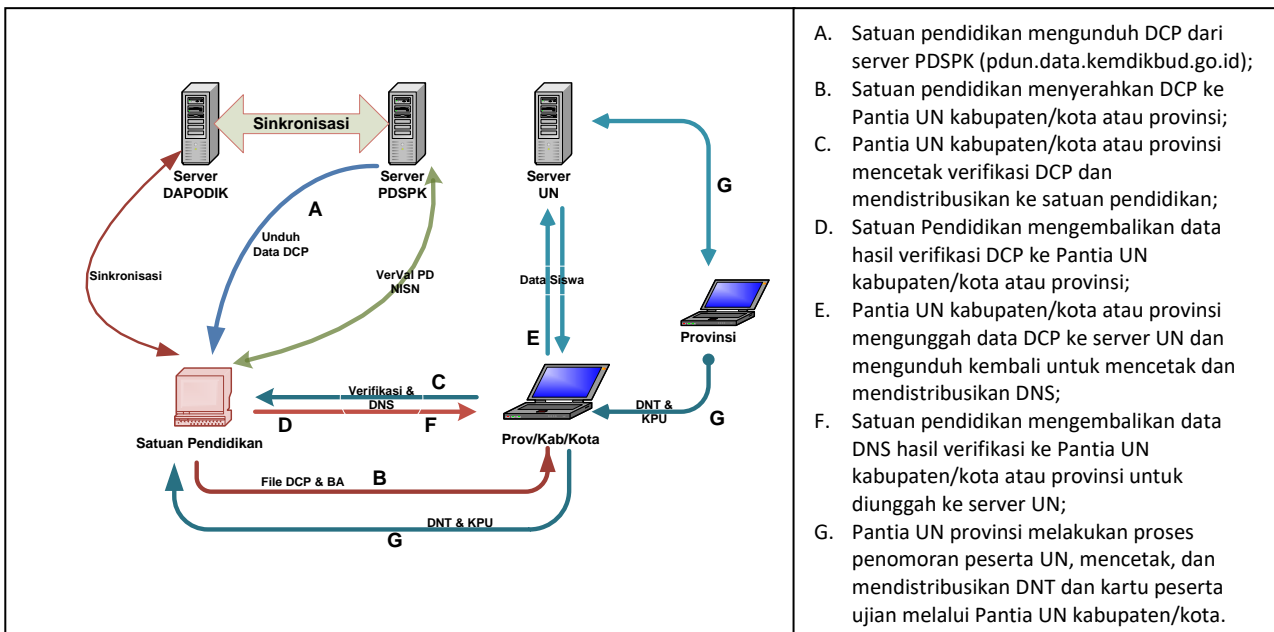 Sinkronisasi
Server
DAPODIK
Server
PDSPK
Server
UN
A
G
Unduh
Data DCP
Sinkronisasi
VerVal PD
NISN
Data Siswa
E
Provinsi
C
Verifikasi &
DNS
D
F
DNT &
KPU
G
Satuan Pendidikan
Prov/Kab/Kota
File DCP & BA
B
DNT & KPU
G
A. Satuan pendidikan mengunduh DCP dari
server PDSPK (pdun.data.kemdikbud.go.id);
B. Satuan pendidikan menyerahkan DCP ke
Pantia UN kabupaten/kota atau provinsi;
C. Pantia UN kabupaten/kota atau provinsi
mencetak verifikasi DCP dan
mendistribusikan ke satuan pendidikan;
D. Satuan Pendidikan mengembalikan data
hasil verifikasi DCP ke Pantia UN
kabupaten/kota atau provinsi;
E. Pantia UN kabupaten/kota atau provinsi
mengunggah data DCP ke server UN dan
mengunduh kembali untuk mencetak dan
mendistribusikan DNS;
F. Satuan pendidikan mengembalikan data
DNS hasil verifikasi ke Pantia UN
kabupaten/kota atau provinsi untuk
diunggah ke server UN;
G. Pantia UN provinsi melakukan proses
penomoran peserta UN, mencetak, dan
mendistribusikan DNT dan kartu peserta
ujian melalui Pantia UN kabupaten/kota.